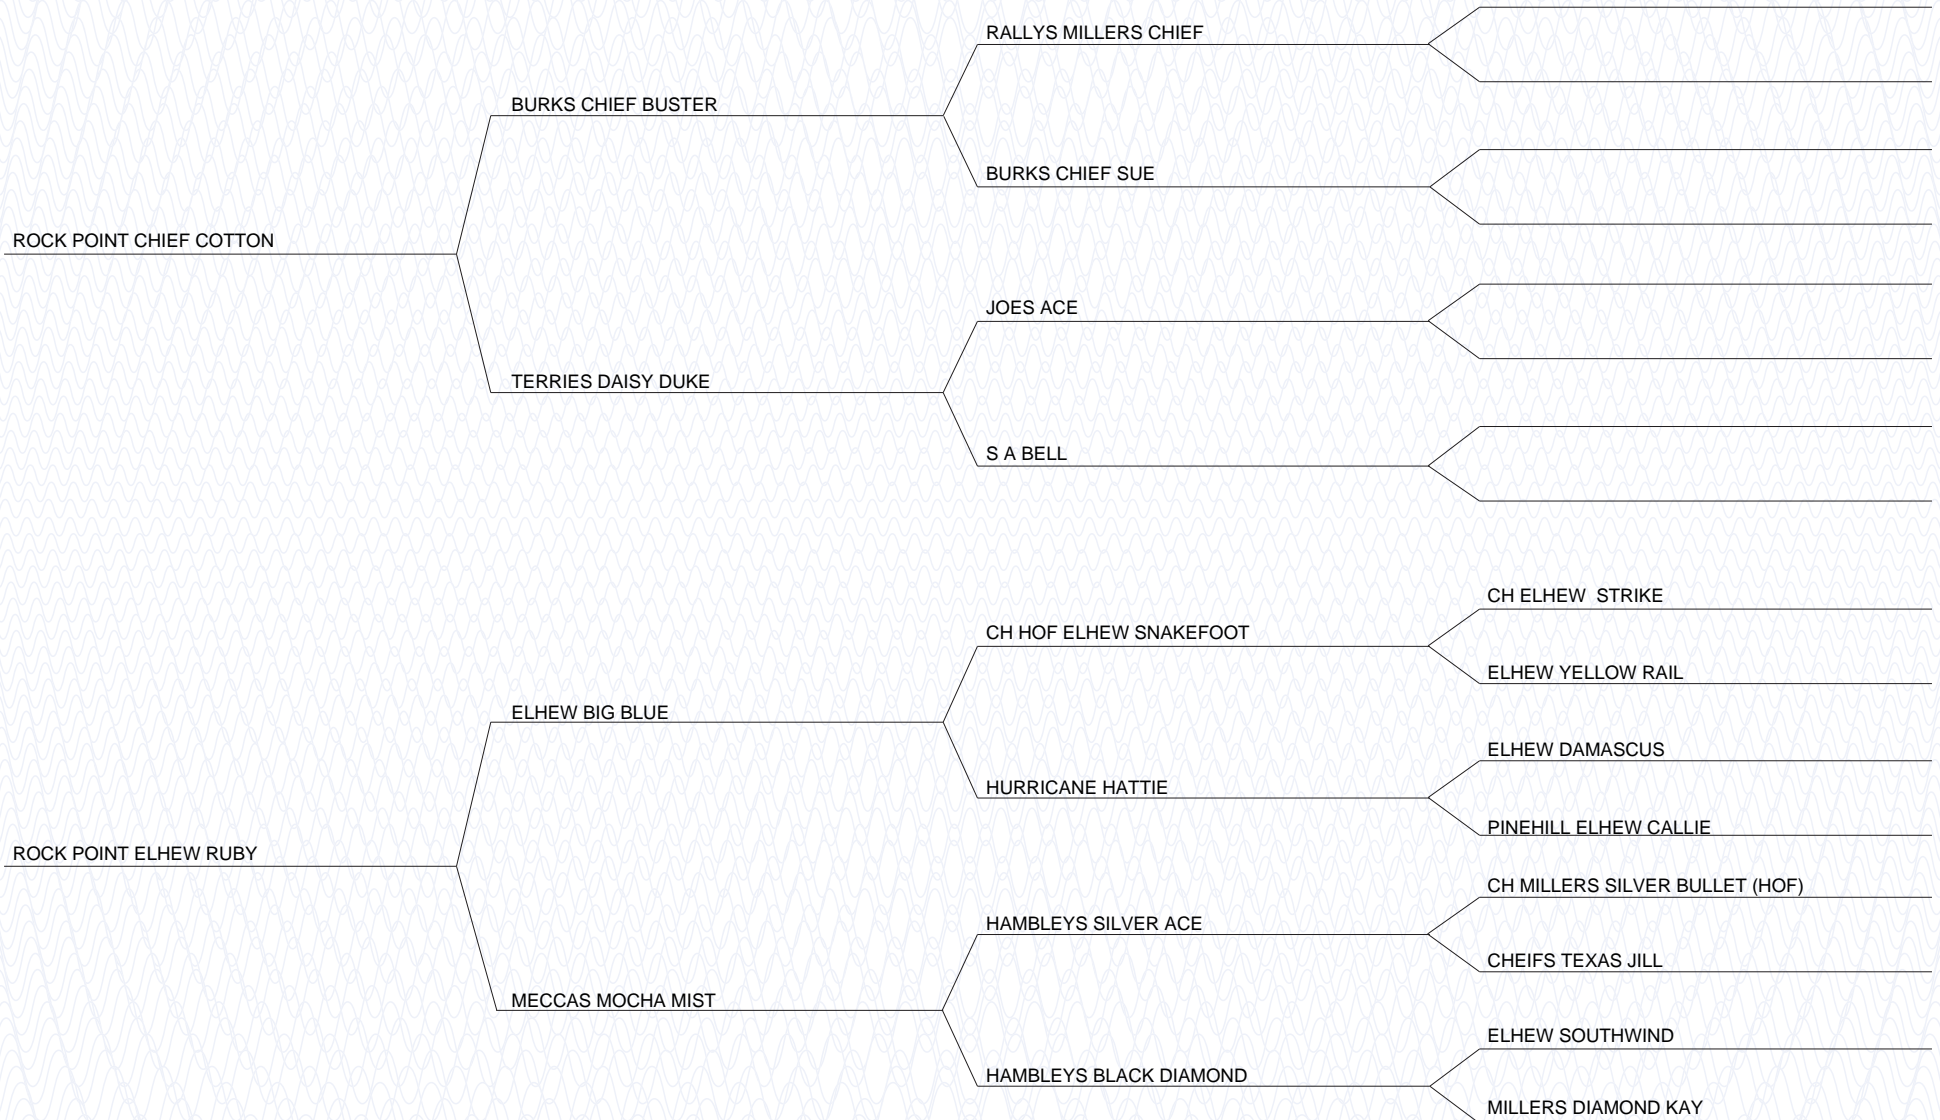 RALLYS MILLERS CHIEF
BURKS CHIEF BUSTER
BURKS CHIEF SUE
ROCK POINT CHIEF COTTON
JOES ACE
TERRIES DAISY DUKE
S A BELL
CH ELHEW  STRIKE
CH HOF ELHEW SNAKEFOOT
ELHEW YELLOW RAIL
ELHEW BIG BLUE
ELHEW DAMASCUS
HURRICANE HATTIE
PINEHILL ELHEW CALLIE
ROCK POINT ELHEW RUBY
CH MILLERS SILVER BULLET (HOF)
HAMBLEYS SILVER ACE
CHEIFS TEXAS JILL
MECCAS MOCHA MIST
ELHEW SOUTHWIND
HAMBLEYS BLACK DIAMOND
MILLERS DIAMOND KAY